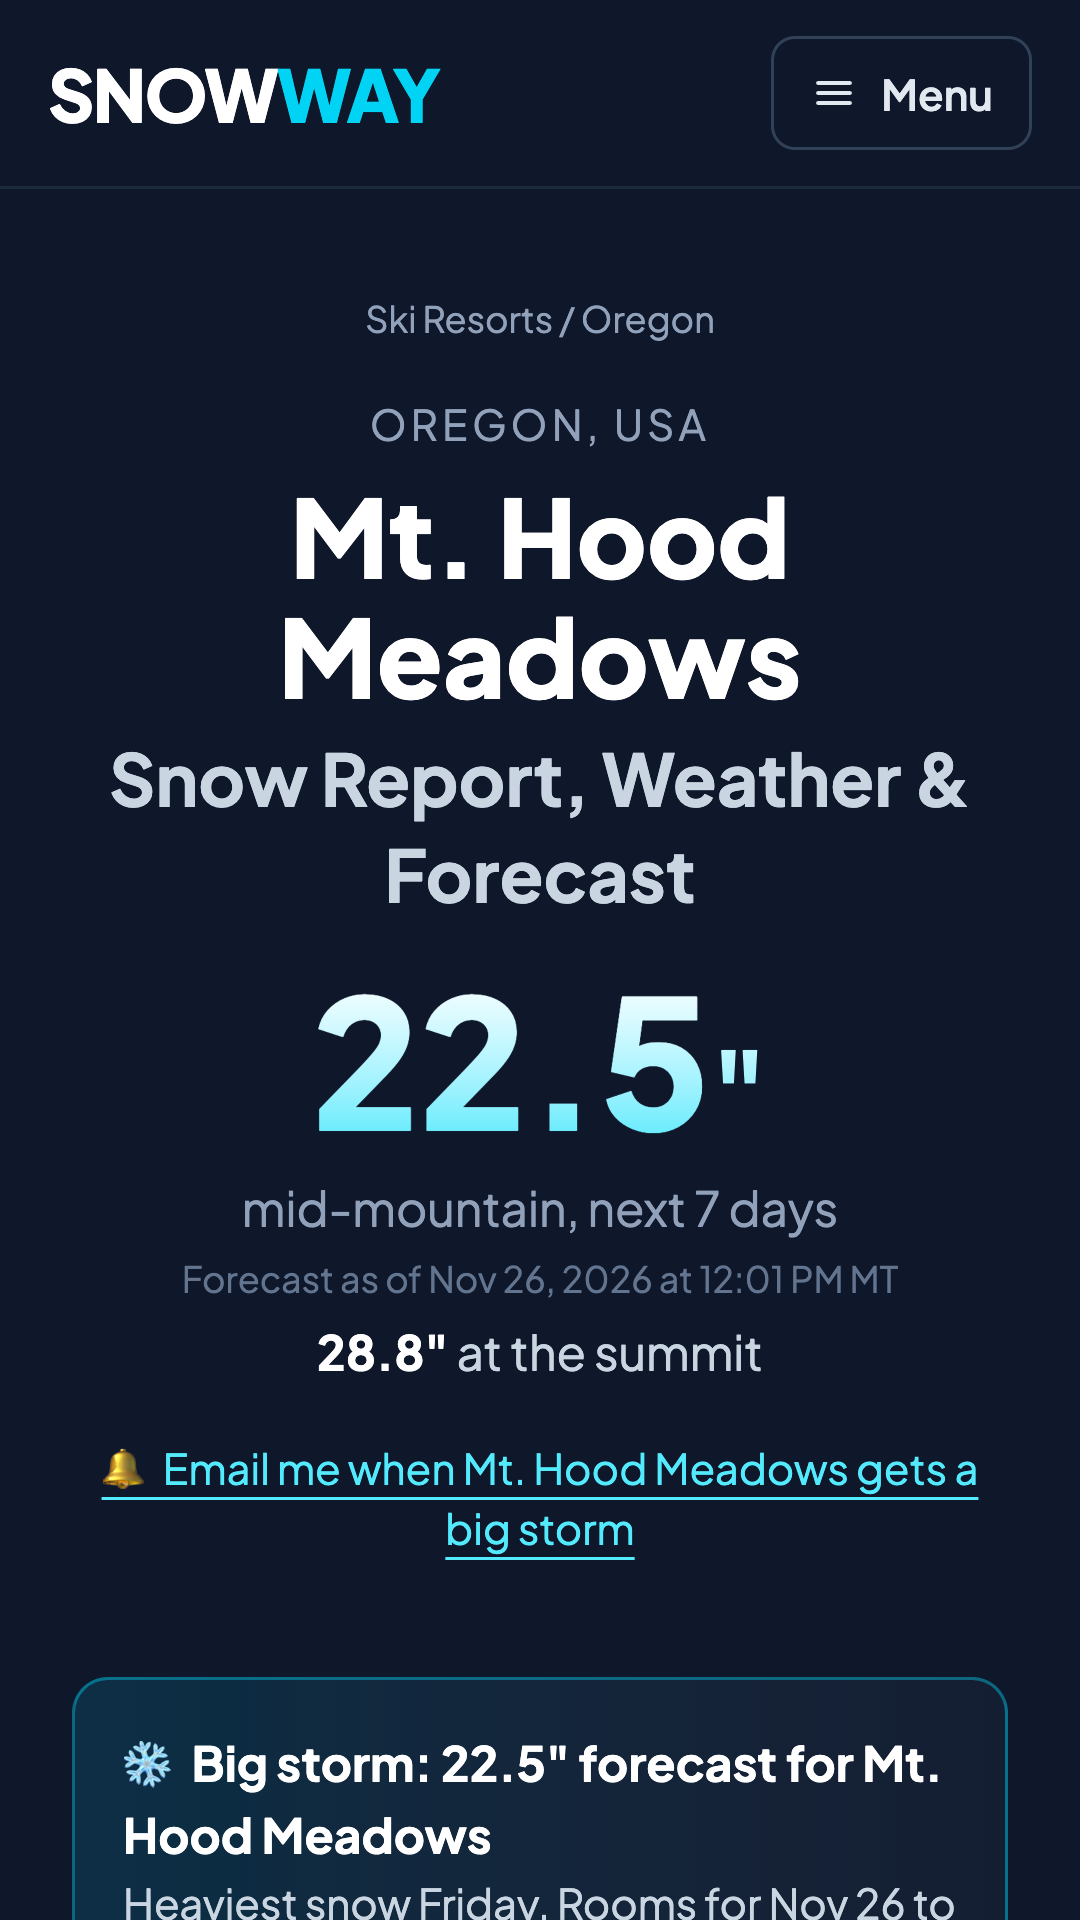 SNOWWAY
Menu
Ski Resorts / Oregon
OREGON, USA
Mt. Hood
Meadows
Snow Report, Weather &
Forecast
22.5"
mid-mountain, next 7 days
Forecast as of Nov 26, 2026 at 12:01 PM MT
28.8" at the summit
Email me when Mt. Hood Meadows gets a
big storm
Big storm: 22.5" forecast for Mt.
Hood Meadows
Heaviest snow Friday. Rooms for Nov 26 to